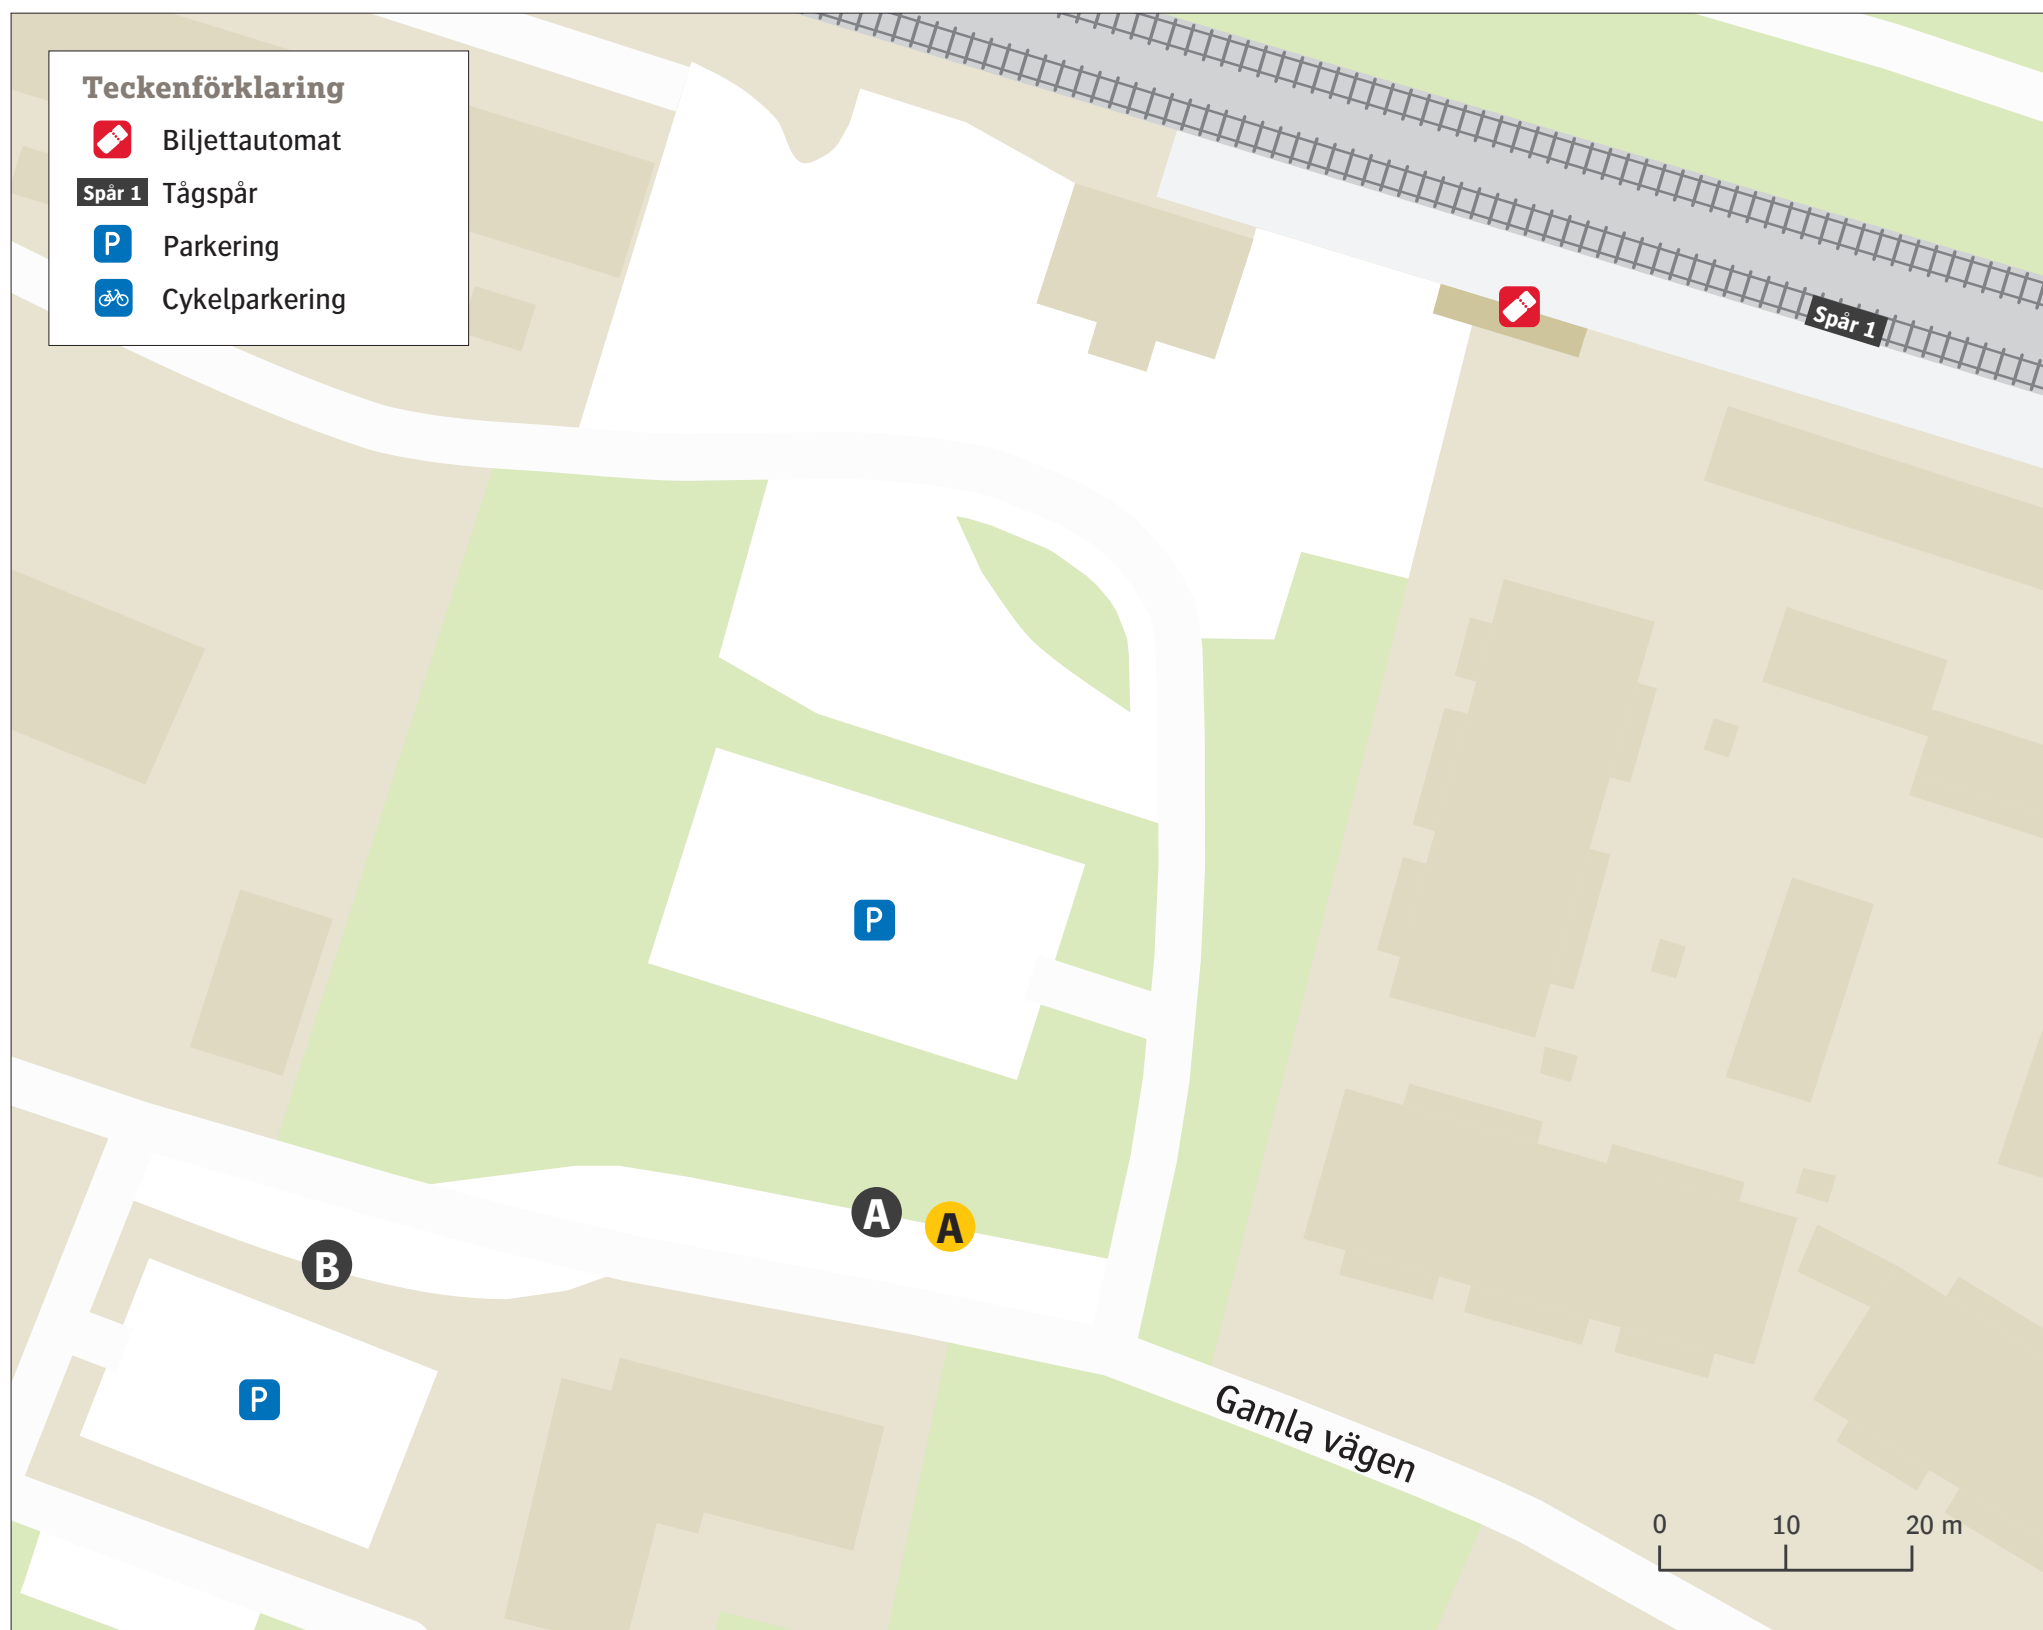 Teckenförklaring
Biljettautomat
Spår 1 Tågspår
P Parkering
Cykelparkering
Spår 1
P
A
A
B
P
Gamla vägen
0 10 20 m